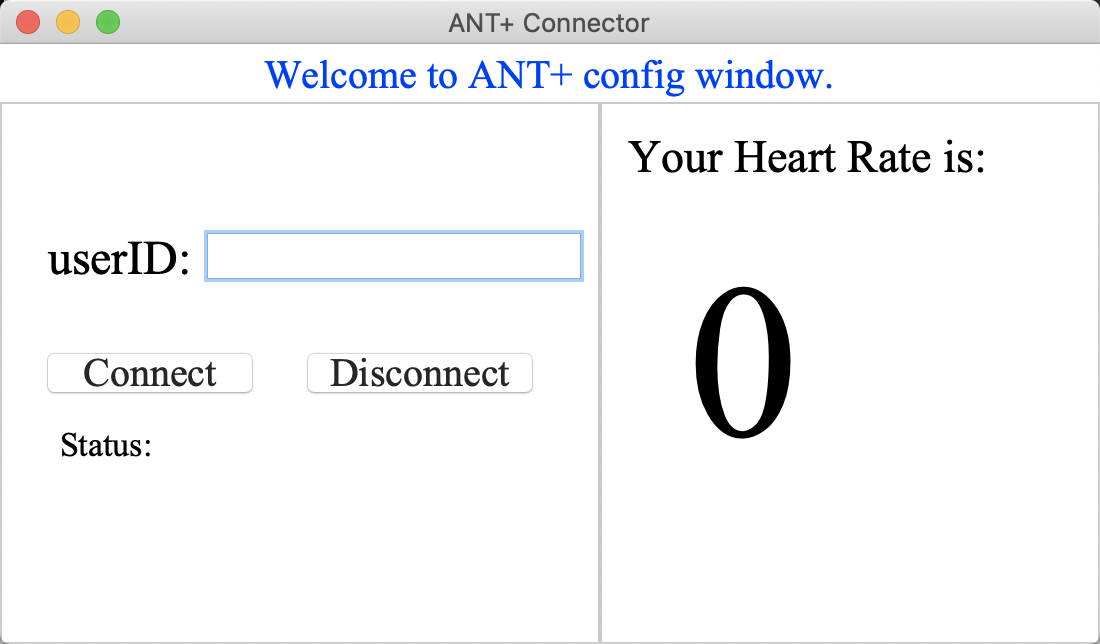 ANT+ Connector
Welcome to ANT+ config window.
userID:
Connect
Disconnect
Status:
Your Heart Rate is:
0